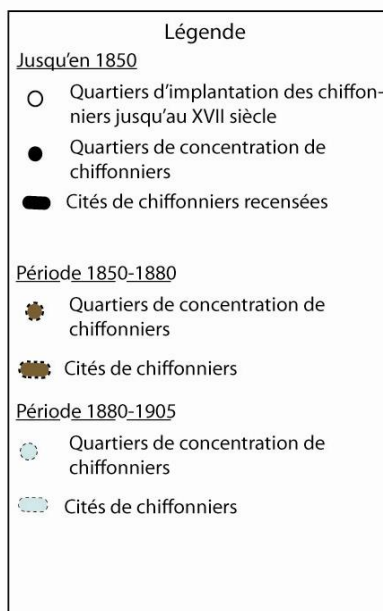 Légende
Jusqu'en 1850
Quartiers d'implantation des chiffon-
niers jusqu'au XVII siècle
Quartiers de concentration de
chiffonniers
Cités de chiffonniers recensées
Période 1850-1880
Quartiers de concentration de
chiffonniers
Cités de chiffonniers
Période 1880-1905
Quartiers de concentration de
chiffonniers
Cités de chiffonniers